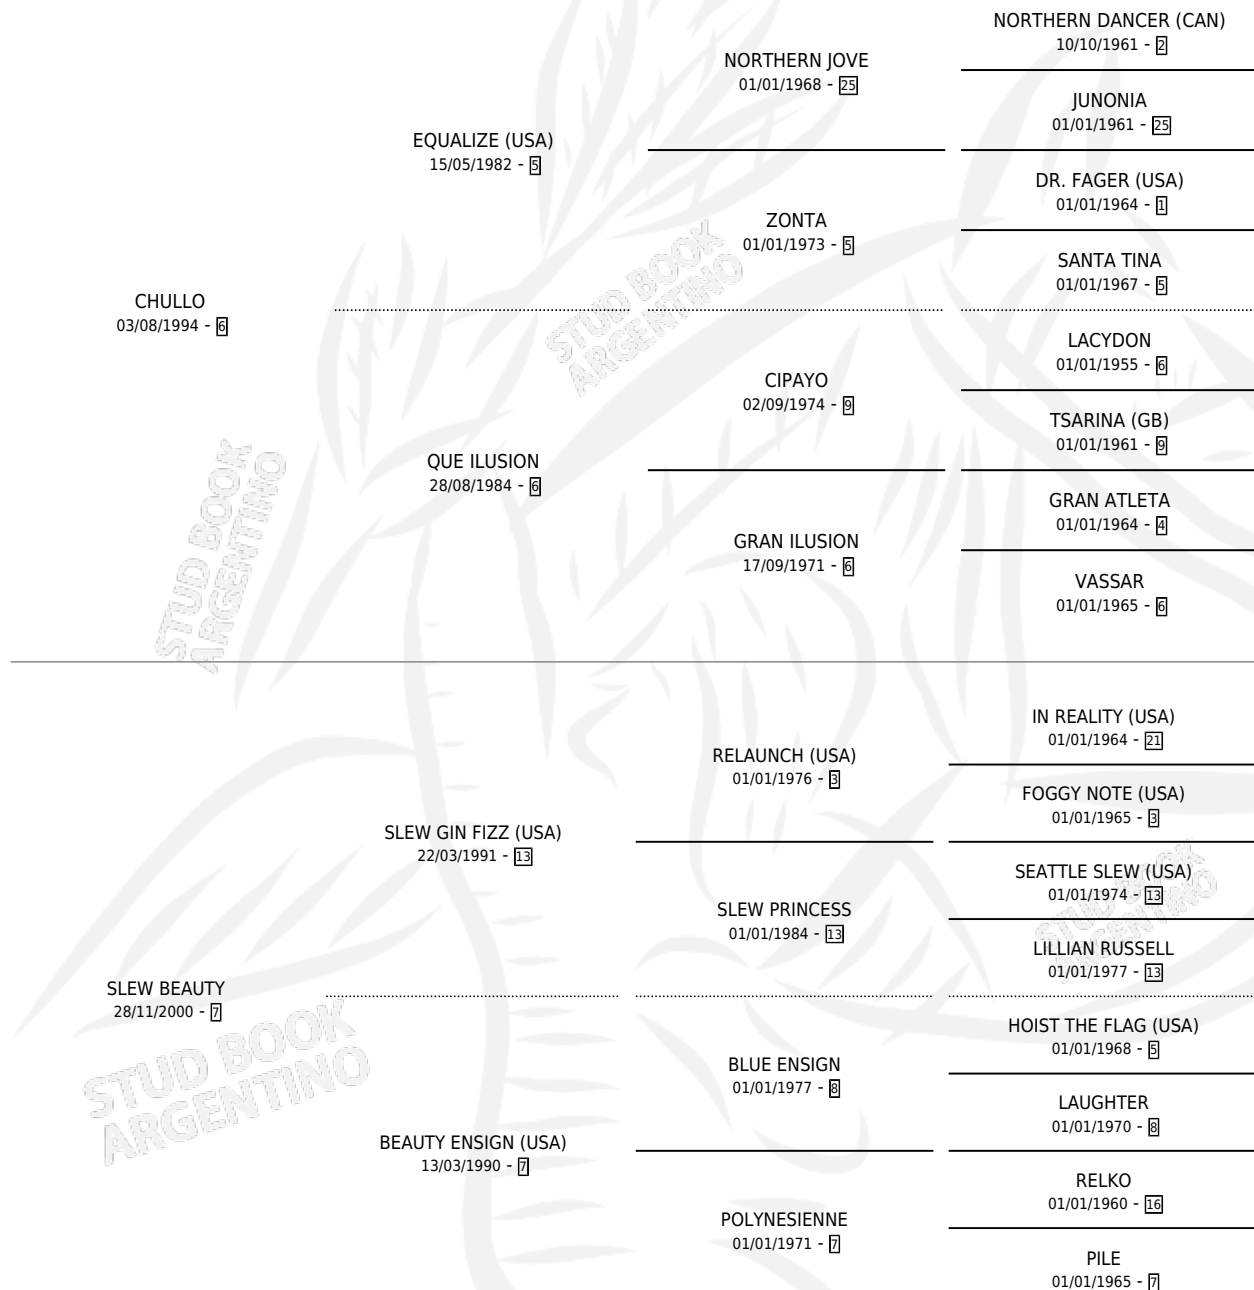 NORTHERN DANCER (CAN)
10/10/1961 - 2
NORTHERN JOVE
01/01/1968 - 25
JUNONIA
01/01/1961 - 25
EQUALIZE (USA)
15/05/1982 - 5
DR. FAGER (USA)
01/01/1964 - 1
ZONTA
01/01/1973 - 5
SANTA TINA
01/01/1967 - 5
CHULLO
03/08/1994 - 6
LACYDON
01/01/1955 - 6
CIPAYO
02/09/1974 - 9
TSARINA (GB)
01/01/1961 - 9
QUE ILUSION
28/08/1984 - 6
GRAN ATLETA
01/01/1964 - 4
GRAN ILUSION
17/09/1971 - 6
VASSAR
01/01/1965 - 6
IN REALITY (USA)
01/01/1964 - 21
RELAUNCH (USA)
01/01/1976 - 3
FOGGY NOTE (USA)
01/01/1965 - 3
SLEW GIN FIZZ (USA)
22/03/1991 - 13
SEATTLE SLEW (USA)
01/01/1974 - 13
SLEW PRINCESS
01/01/1984 - 13
LILLIAN RUSSELL
01/01/1977 - 13
SLEW BEAUTY
28/11/2000 - 7
HOIST THE FLAG (USA)
01/01/1968 - 5
BLUE ENSIGN
01/01/1977 - 8
LAUGHTER
01/01/1970 - 8
BEAUTY ENSIGN (USA)
13/03/1990 - 7
RELKO
01/01/1960 - 16
POLYNESIENNE
01/01/1971 - 7
PILE
01/01/1965 - 7
STUD BOOK
ARGENTINO
STUD BOOK
ARGENTINO
STUD BOOK
ARGENTINO
STUD BOOK
ARGENTINO